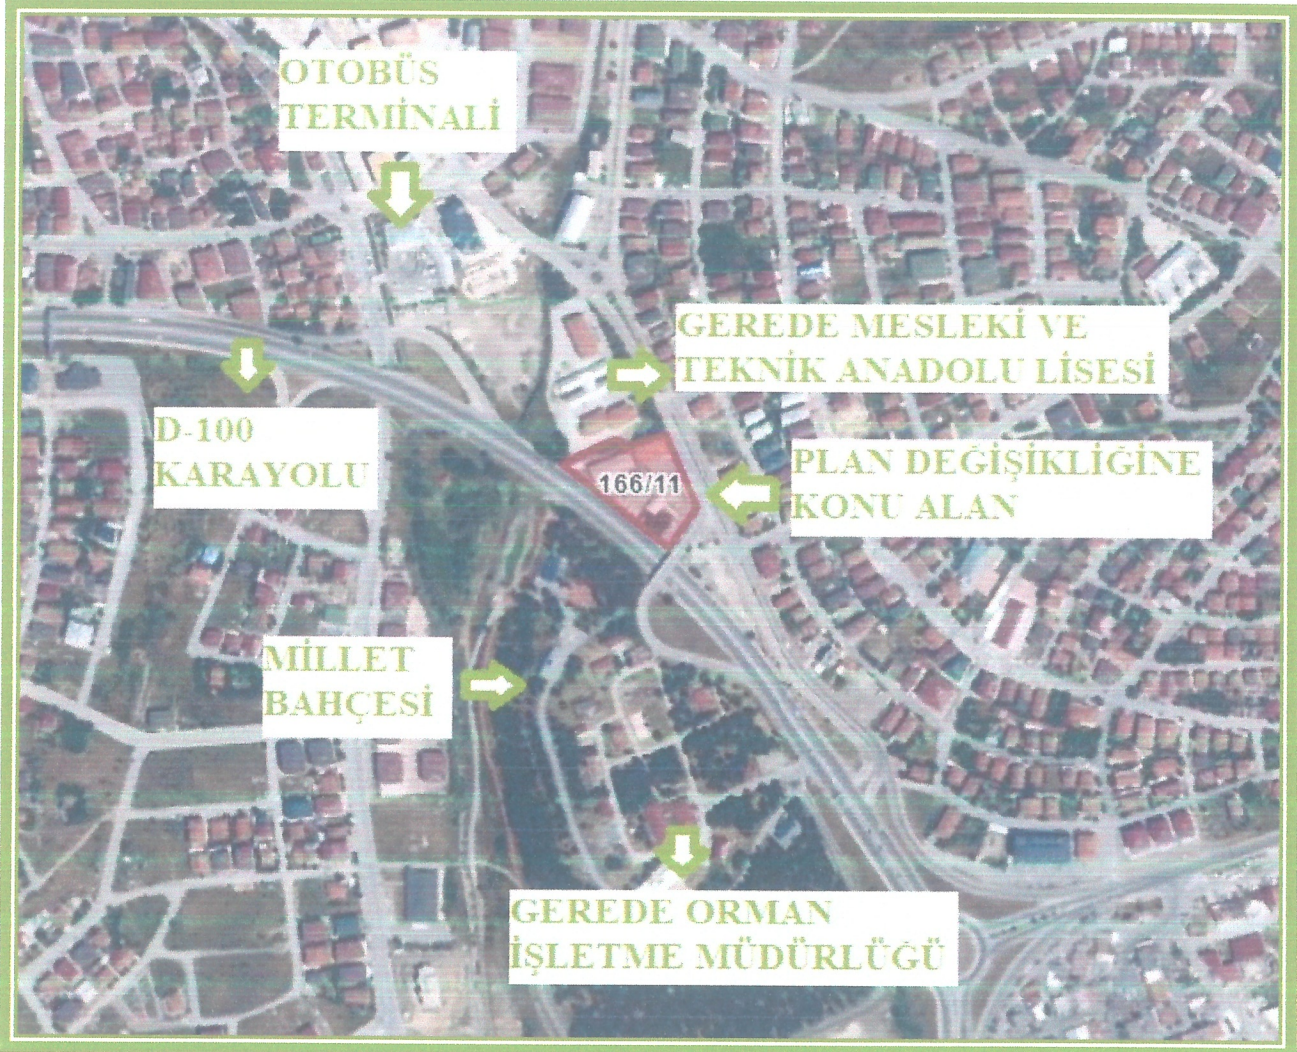 OTOBÜS
TERMİNALİ
GEREDE MESLEKİ VE
TEKNİK ANADOLU LİSESİ
D-100
KARAYOLU
PLAN DEĞİŞİKLİĞİNE
KONU ALAN
166/11
MİLLET
BAHÇESİ
GEREDE ORMAN
İŞLETME MÜDÜRLÜĞÜ